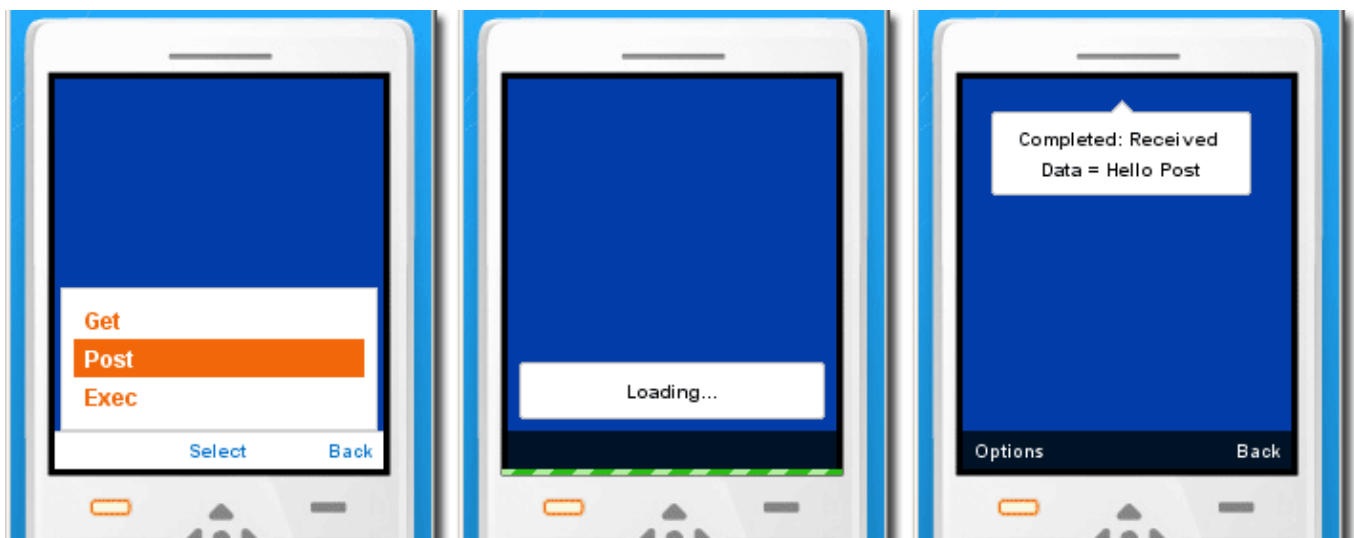 Get
Post
Exec
Select Back
Loading...
Completed: Received
Data = Hello Post
Options Back